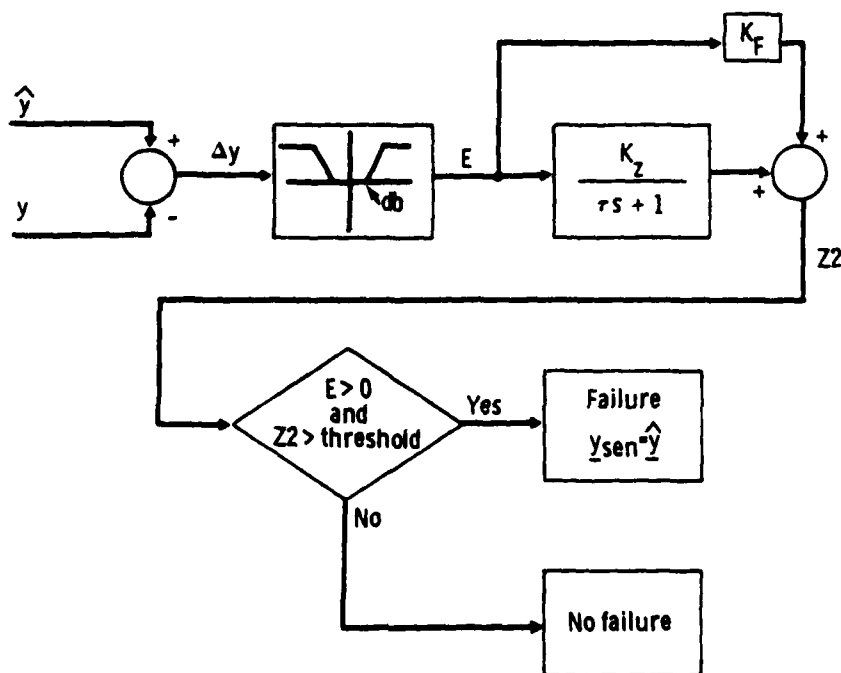 K_F
ŷ
+
Δy
E
K_z
+
db
τs + 1
+
y
-
Z2
E > 0
and
Z2 > threshold
Yes
Failure
ysen=ŷ
No
No failure